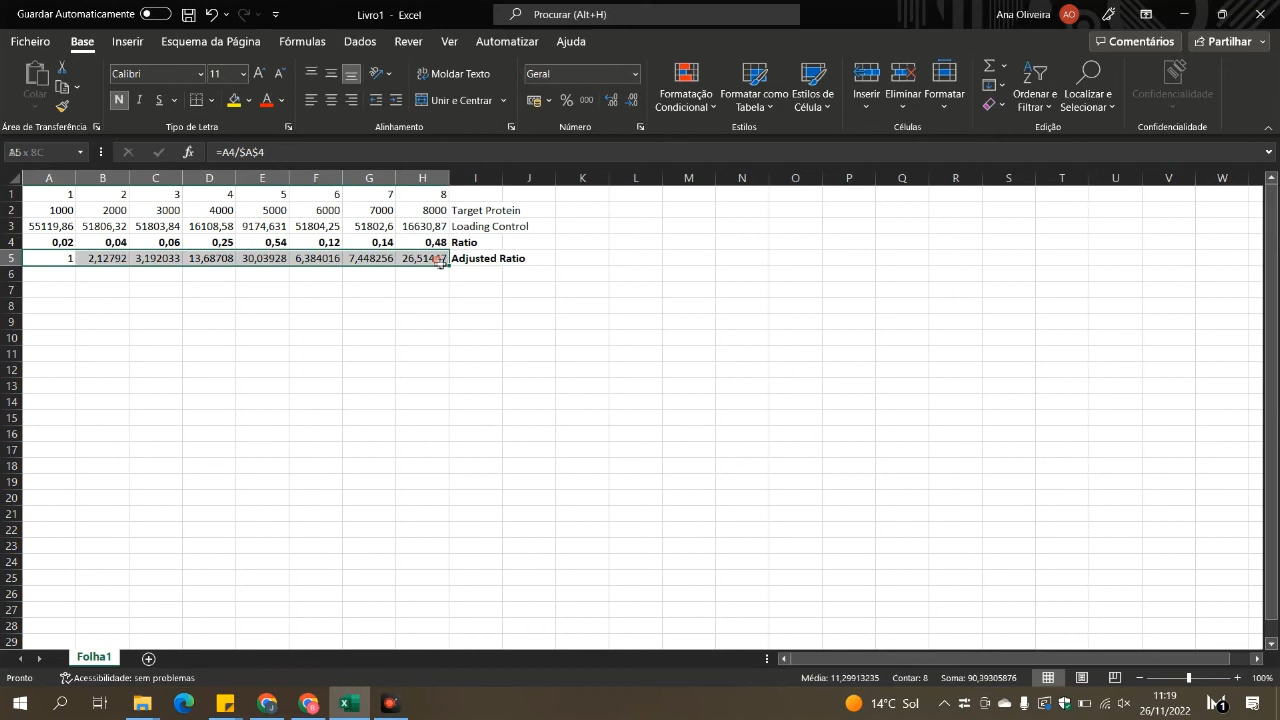 Guardar Automaticamente Livro1 - Excel Procurar (Alt+H) Ana Oliveira AO
Ficheiro Base Inserir Esquema da Página Fórmulas Dados Rever Ver Automatizar Ajuda Comentários Partilhar
Colar Calibri 11 Moldar Texto Geral
N I S Unir e Centrar % 000
Formatação Condicional Formatar como Tabela Estilos de Célula Inserir Eliminar Formatar Ordenar e Filtrar Localizar e Selecionar Confidencialidade
Área de Transferência Tipo de Letra Alinhamento Número Estilos Células Edição Confidencialidade
fx =A4/$A$4
A B C D E F G H I J K L M N O P Q R S T U V W
1 1 2 3 4 5 6 7 8
2 1000 2000 3000 4000 5000 6000 7000 8000 Target Protein
3 55119,86 51806,32 51803,84 16108,58 9174,631 51804,25 51802,6 16630,87 Loading Control
4 0,02 0,04 0,06 0,25 0,54 0,12 0,14 0,48 Ratio
5 1 2,12792 3,192033 13,68708 30,03928 6,384016 7,448256 Adjusted Ratio
6
7
8
9
10
11
12
13
14
15
16
17
18
19
20
21
22
23
24
25
26
27
28
29
Folha1
Pronto Acessibilidade: sem problemas Média: 11,29913235 Contar: 8 Soma: 90,39305876 100%
14°C Sol 11:19
26/11/2022 1